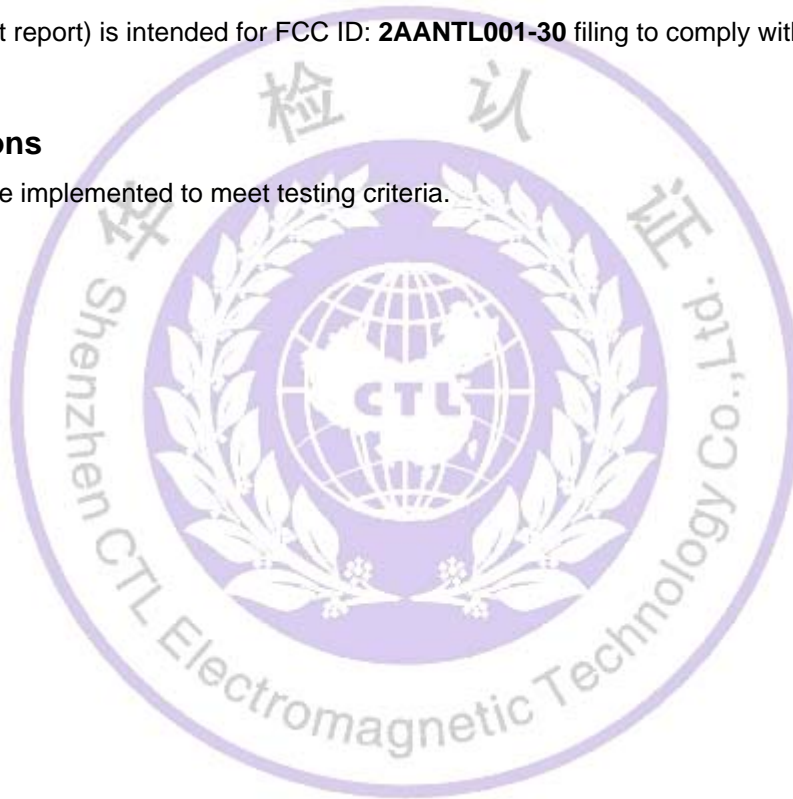 t report) is intended for FCC ID: 2AANTL001-30 filing to comply with
ons
e implemented to meet testing criteria.
华检认证
CTL
Shenzhen CTL Electromagnetic Technology Co.,Ltd.